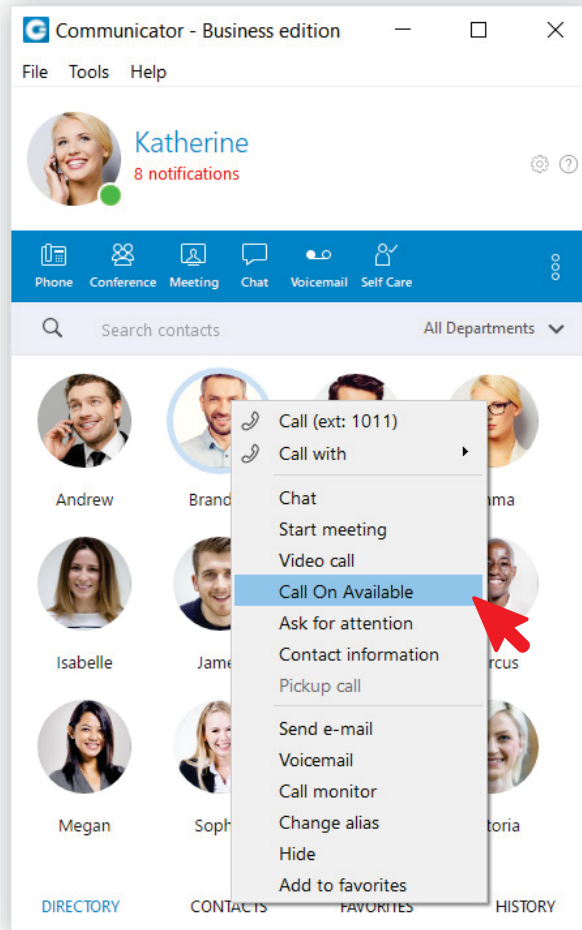 Communicator - Business edition
File Tools Help
Katherine
8 notifications
Phone Conference Meeting Chat Voicemail Self Care
Search contacts All Departments
Call (ext: 1011)
Call with
Andrew
Chat
Start meeting
Video call
Call On Available
Ask for attention
Isabelle
Contact information
Pickup call
Send e-mail
Voicemail
Call monitor
Megan
Change alias
Hide
Add to favorites
DIRECTORY CONTACTS FAVORITES HISTORY